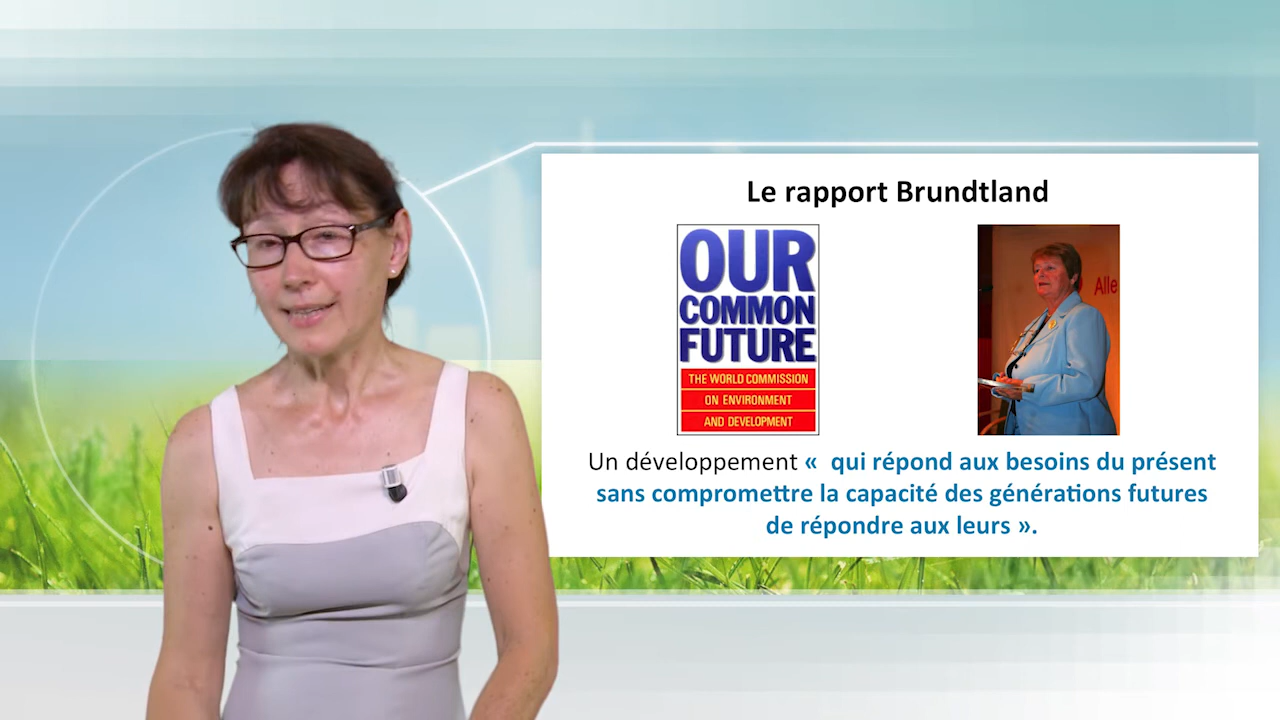 Le rapport Brundtland
OUR
COMMON
FUTURE
THE WORLD COMMISSION
ON ENVIRONMENT
AND DEVELOPMENT
Alle
Un développement «  qui répond aux besoins du présent
sans compromettre la capacité des générations futures
de répondre aux leurs ».